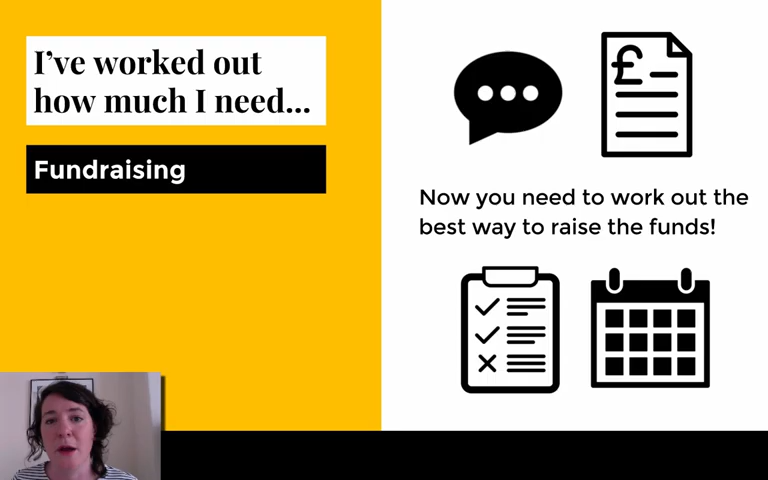 I’ve worked out
how much I need...
Fundraising
£
Now you need to work out the
best way to raise the funds!